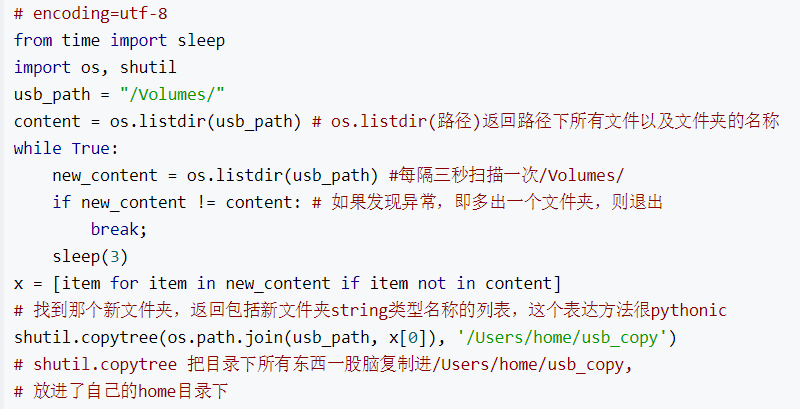 # encoding=utf-8
from time import sleep
import os, shutil
usb_path = "/Volumes/"
content = os.listdir(usb_path) # os.listdir(路径)返回路径下所有文件以及文件夹的名称
while True:
    new_content = os.listdir(usb_path) #每隔三秒扫描一次/Volumes/
    if new_content != content: # 如果发现异常，即多出一个文件夹，则退出
        break;
    sleep(3)
x = [item for item in new_content if item not in content]
# 找到那个新文件夹，返回包括新文件夹string类型名称的列表，这个表达方法很pythonic
shutil.copytree(os.path.join(usb_path, x[0]), '/Users/home/usb_copy')
# shutil.copytree 把目录下所有东西一股脑复制进/Users/home/usb_copy,
# 放进了自己的home目录下